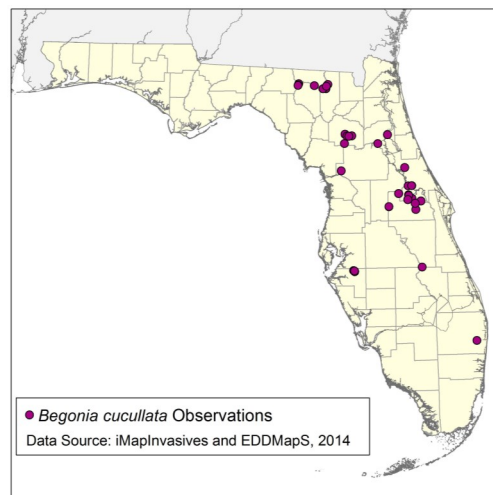 Begonia cucullata Observations
Data Source: iMapInvasives and EDDMapS, 2014